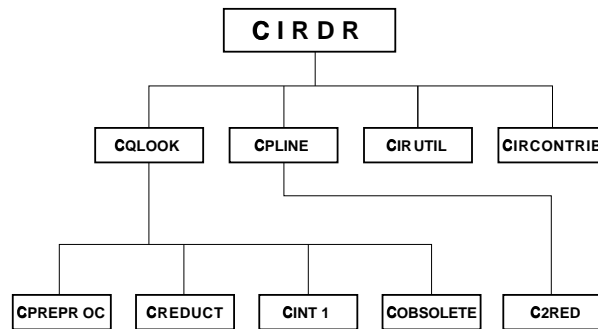 CIRDR
CQLOOK
CPLINE
CIRUTIL
CIRCONTRIB
CPREPROC
CREDUCT
CINT1
COBSOLETE
C2RED